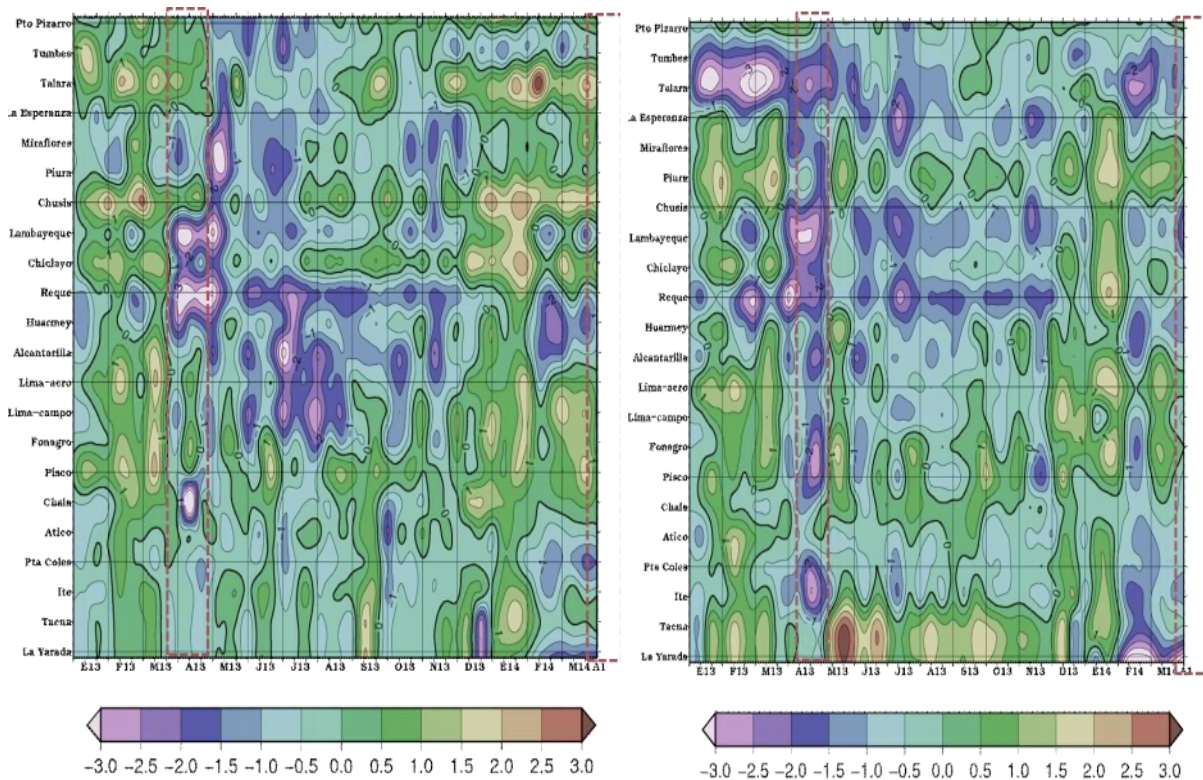 Pto Pizarro
Tumbes
Talara
La Esperanza
Miraflores
Piura
Chusis
Lambayeque
Chiclayo
Reque
Huarmey
Alcantarilla
Lima-aero
Lima-campo
Fonagro
Pisco
Chala
Atico
Pta Coles
Ite
Tacna
La Yarada
E13 F13 M13 A13 M13 J13 J13 A13 S13 O13 N13 D13 E14 F14 M14 A1
-3.0 -2.5 -2.0 -1.5 -1.0 -0.5 0.0 0.5 1.0 1.5 2.0 2.5 3.0
Pto Pizarro
Tumbes
Talara
La Esperanza
Miraflores
Piura
Chusis
Lambayeque
Chiclayo
Reque
Huarmey
Alcantarilla
Lima-aero
Lima-campo
Fonagro
Pisco
Chala
Atico
Pta Coles
Ite
Tacna
La Yarada
E13 F13 M13 A13 M13 J13 J13 A13 S13 O13 N13 D13 E14 F14 M14 A1
-3.0 -2.5 -2.0 -1.5 -1.0 -0.5 0.0 0.5 1.0 1.5 2.0 2.5 3.0